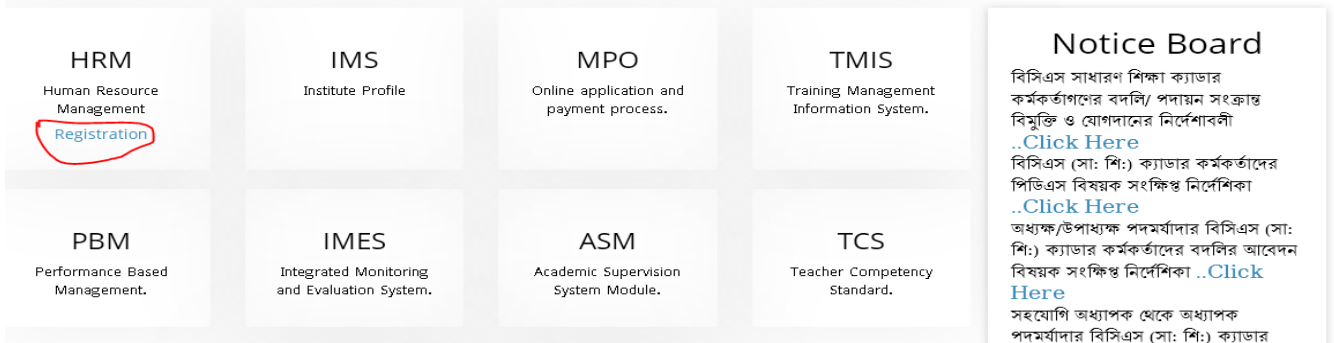 HRM
Human Resource
Management
Registration
IMS
Institute Profile
MPO
Online application and
payment process.
TMIS
Training Management
Information System.
PBM
Performance Based
Management.
IMES
Integrated Monitoring
and Evaluation System.
ASM
Academic Supervision
System Module.
TCS
Teacher Competency
Standard.
Notice Board
বিসিএস সাধারণ শিক্ষা ক্যাডার
কর্মকর্তাগণের বদলি/ পদায়ন সংক্রান্ত
বিমুক্তি ও যোগদানের নির্দেশাবলী
..Click Here
বিসিএস (সা: শি:) ক্যাডার কর্মকর্তাদের
পিডিএস বিষয়ক সংক্ষিপ্ত নির্দেশিকা
..Click Here
অধ্যক্ষ/উপাধ্যক্ষ পদমর্যাদার বিসিএস (সা:
শি:) ক্যাডার কর্মকর্তাদের বদলির আবেদন
বিষয়ক সংক্ষিপ্ত নির্দেশিকা ..Click
Here
সহযোগি অধ্যাপক থেকে অধ্যাপক
পদমর্যাদার বিসিএস (সা: শি:) ক্যাডার